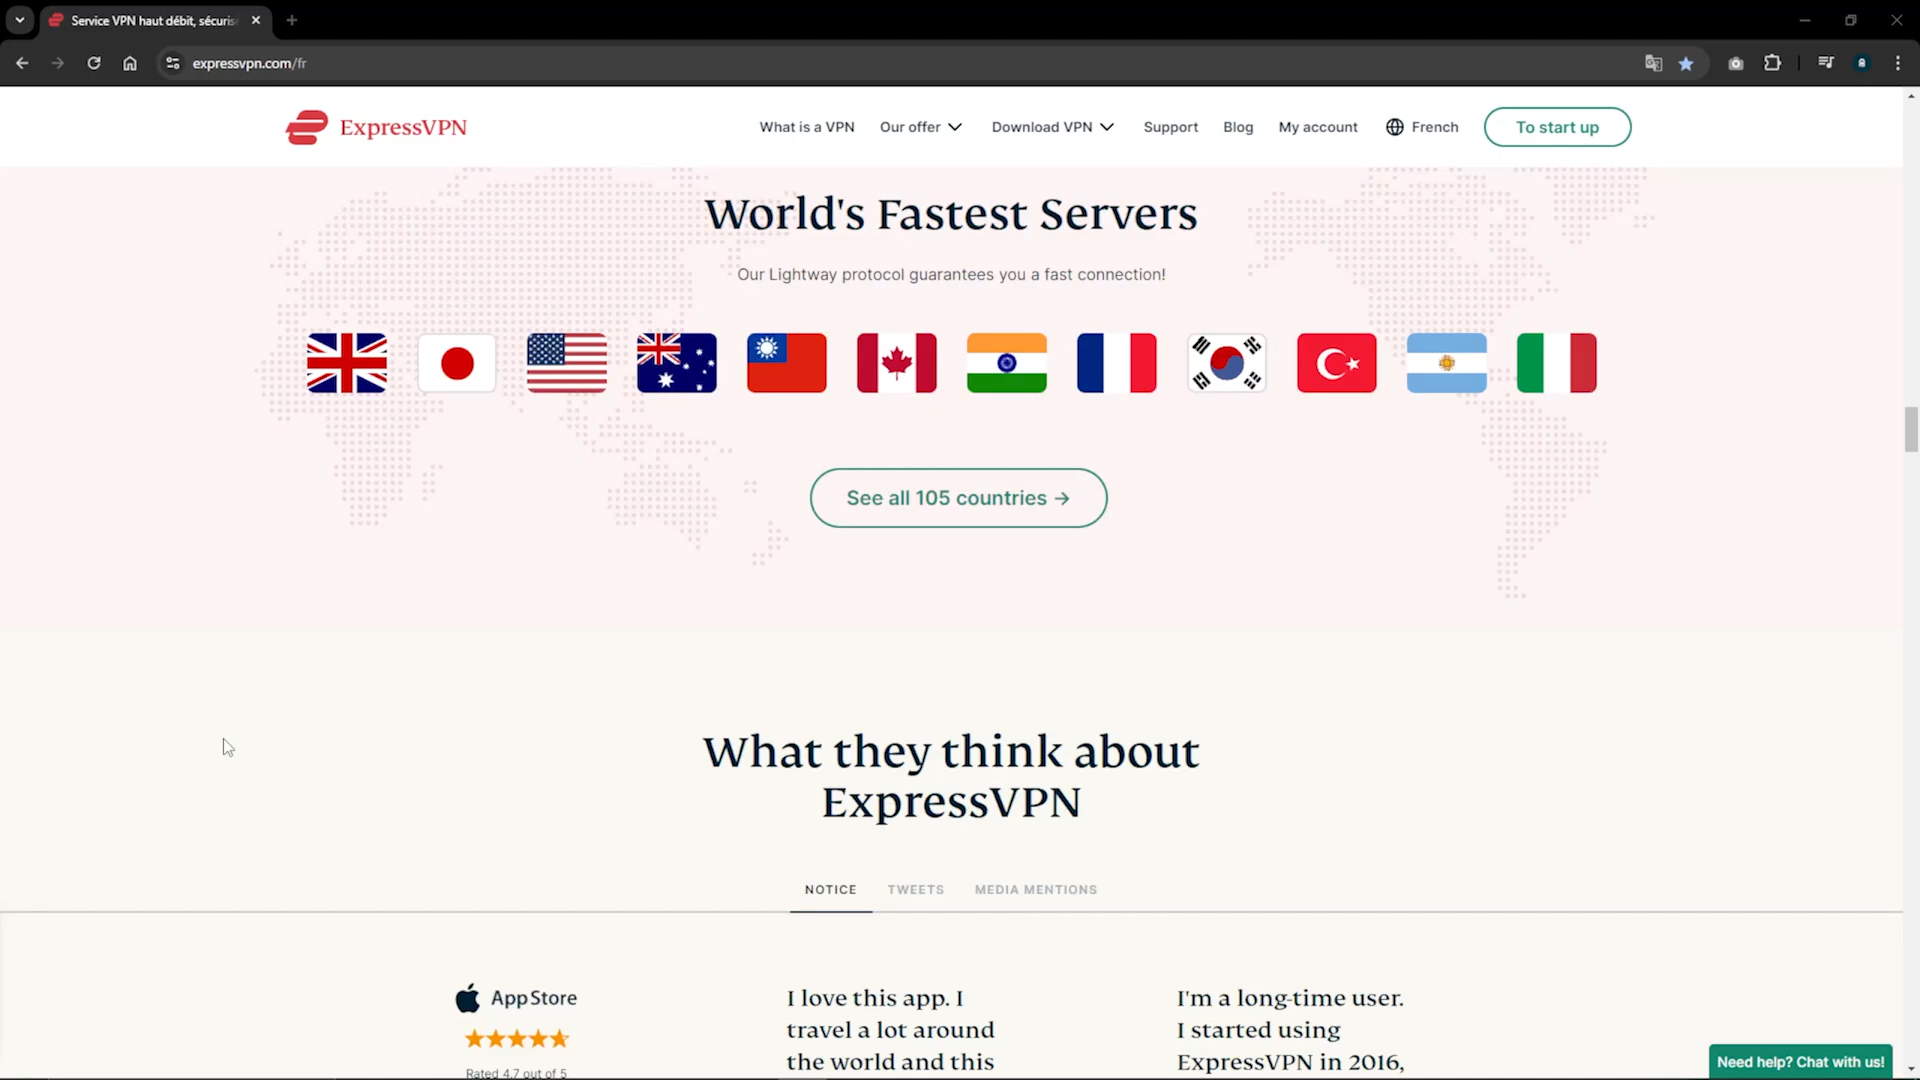 Service VPN haut débit, sécuris
expressvpn.com/fr
ExpressVPN
What is a VPN
Our offer
Download VPN
Support
Blog
My account
French
To start up
World's Fastest Servers
Our Lightway protocol guarantees you a fast connection!
See all 105 countries →
What they think about
ExpressVPN
NOTICE
TWEETS
MEDIA MENTIONS
App Store
Rated 4.7 out of 5
I love this app. I
travel a lot around
the world and this
I'm a long-time user.
I started using
ExpressVPN in 2016,
Need help? Chat with us!